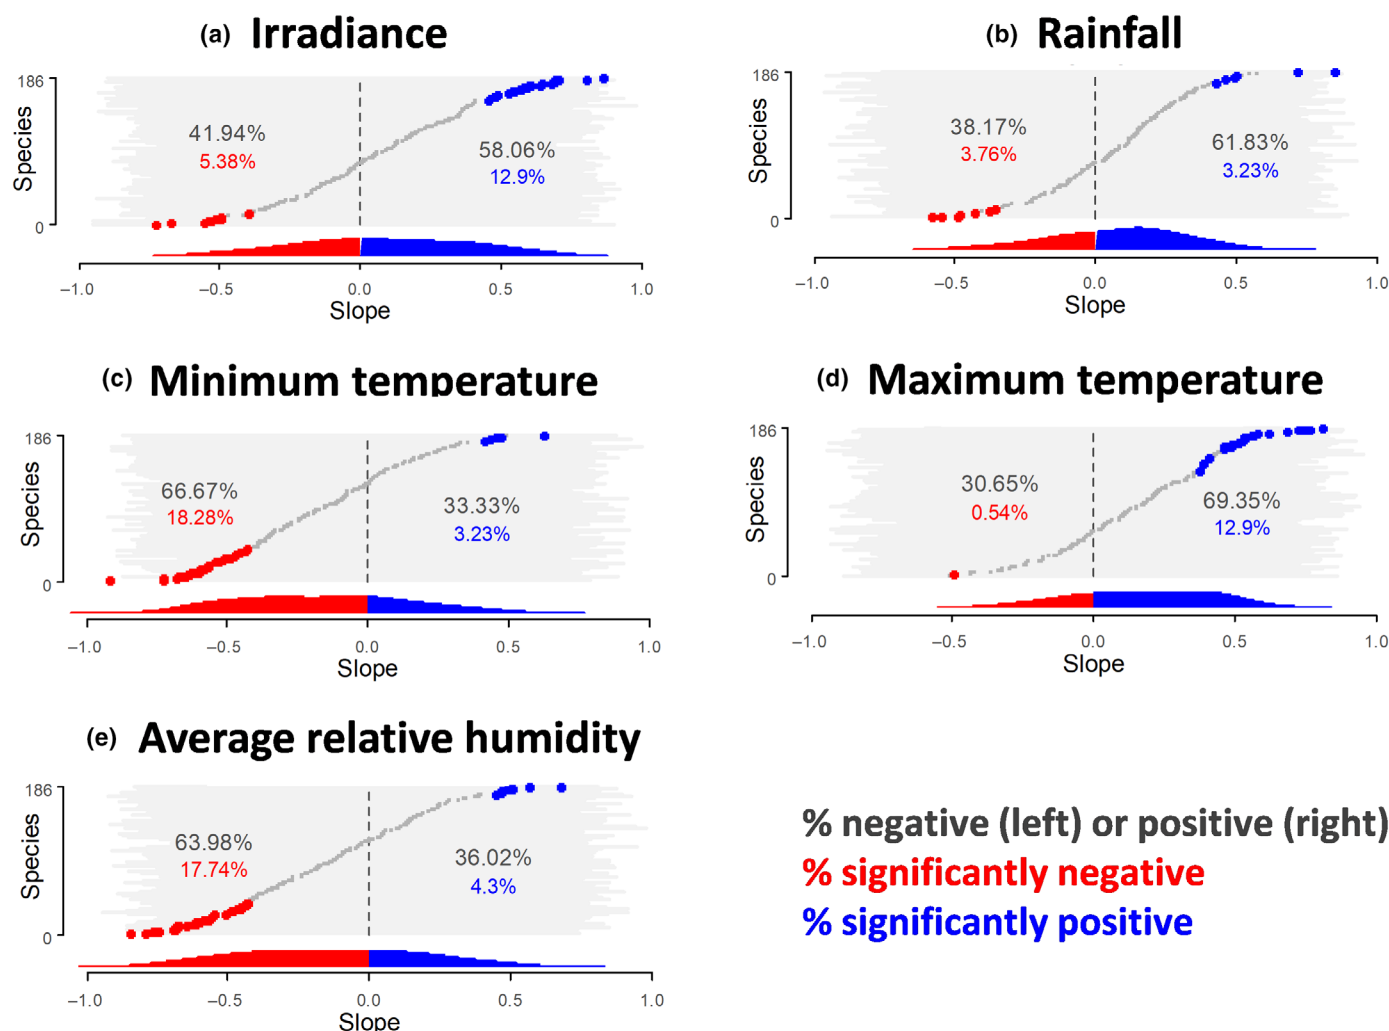 (a) Irradiance
186
Species
0
41.94%
5.38%
58.06%
12.9%
−1.0 −0.5 0.0 0.5 1.0
Slope
(b) Rainfall
186
Species
0
38.17%
3.76%
61.83%
3.23%
−1.0 −0.5 0.0 0.5 1.0
Slope
(c) Minimum temperature
186
Species
0
66.67%
18.28%
33.33%
3.23%
−1.0 −0.5 0.0 0.5 1.0
Slope
(d) Maximum temperature
186
Species
0
30.65%
0.54%
69.35%
12.9%
−1.0 −0.5 0.0 0.5 1.0
Slope
(e) Average relative humidity
186
Species
0
63.98%
17.74%
36.02%
4.3%
−1.0 −0.5 0.0 0.5 1.0
Slope
% negative (left) or positive (right)
% significantly negative
% significantly positive